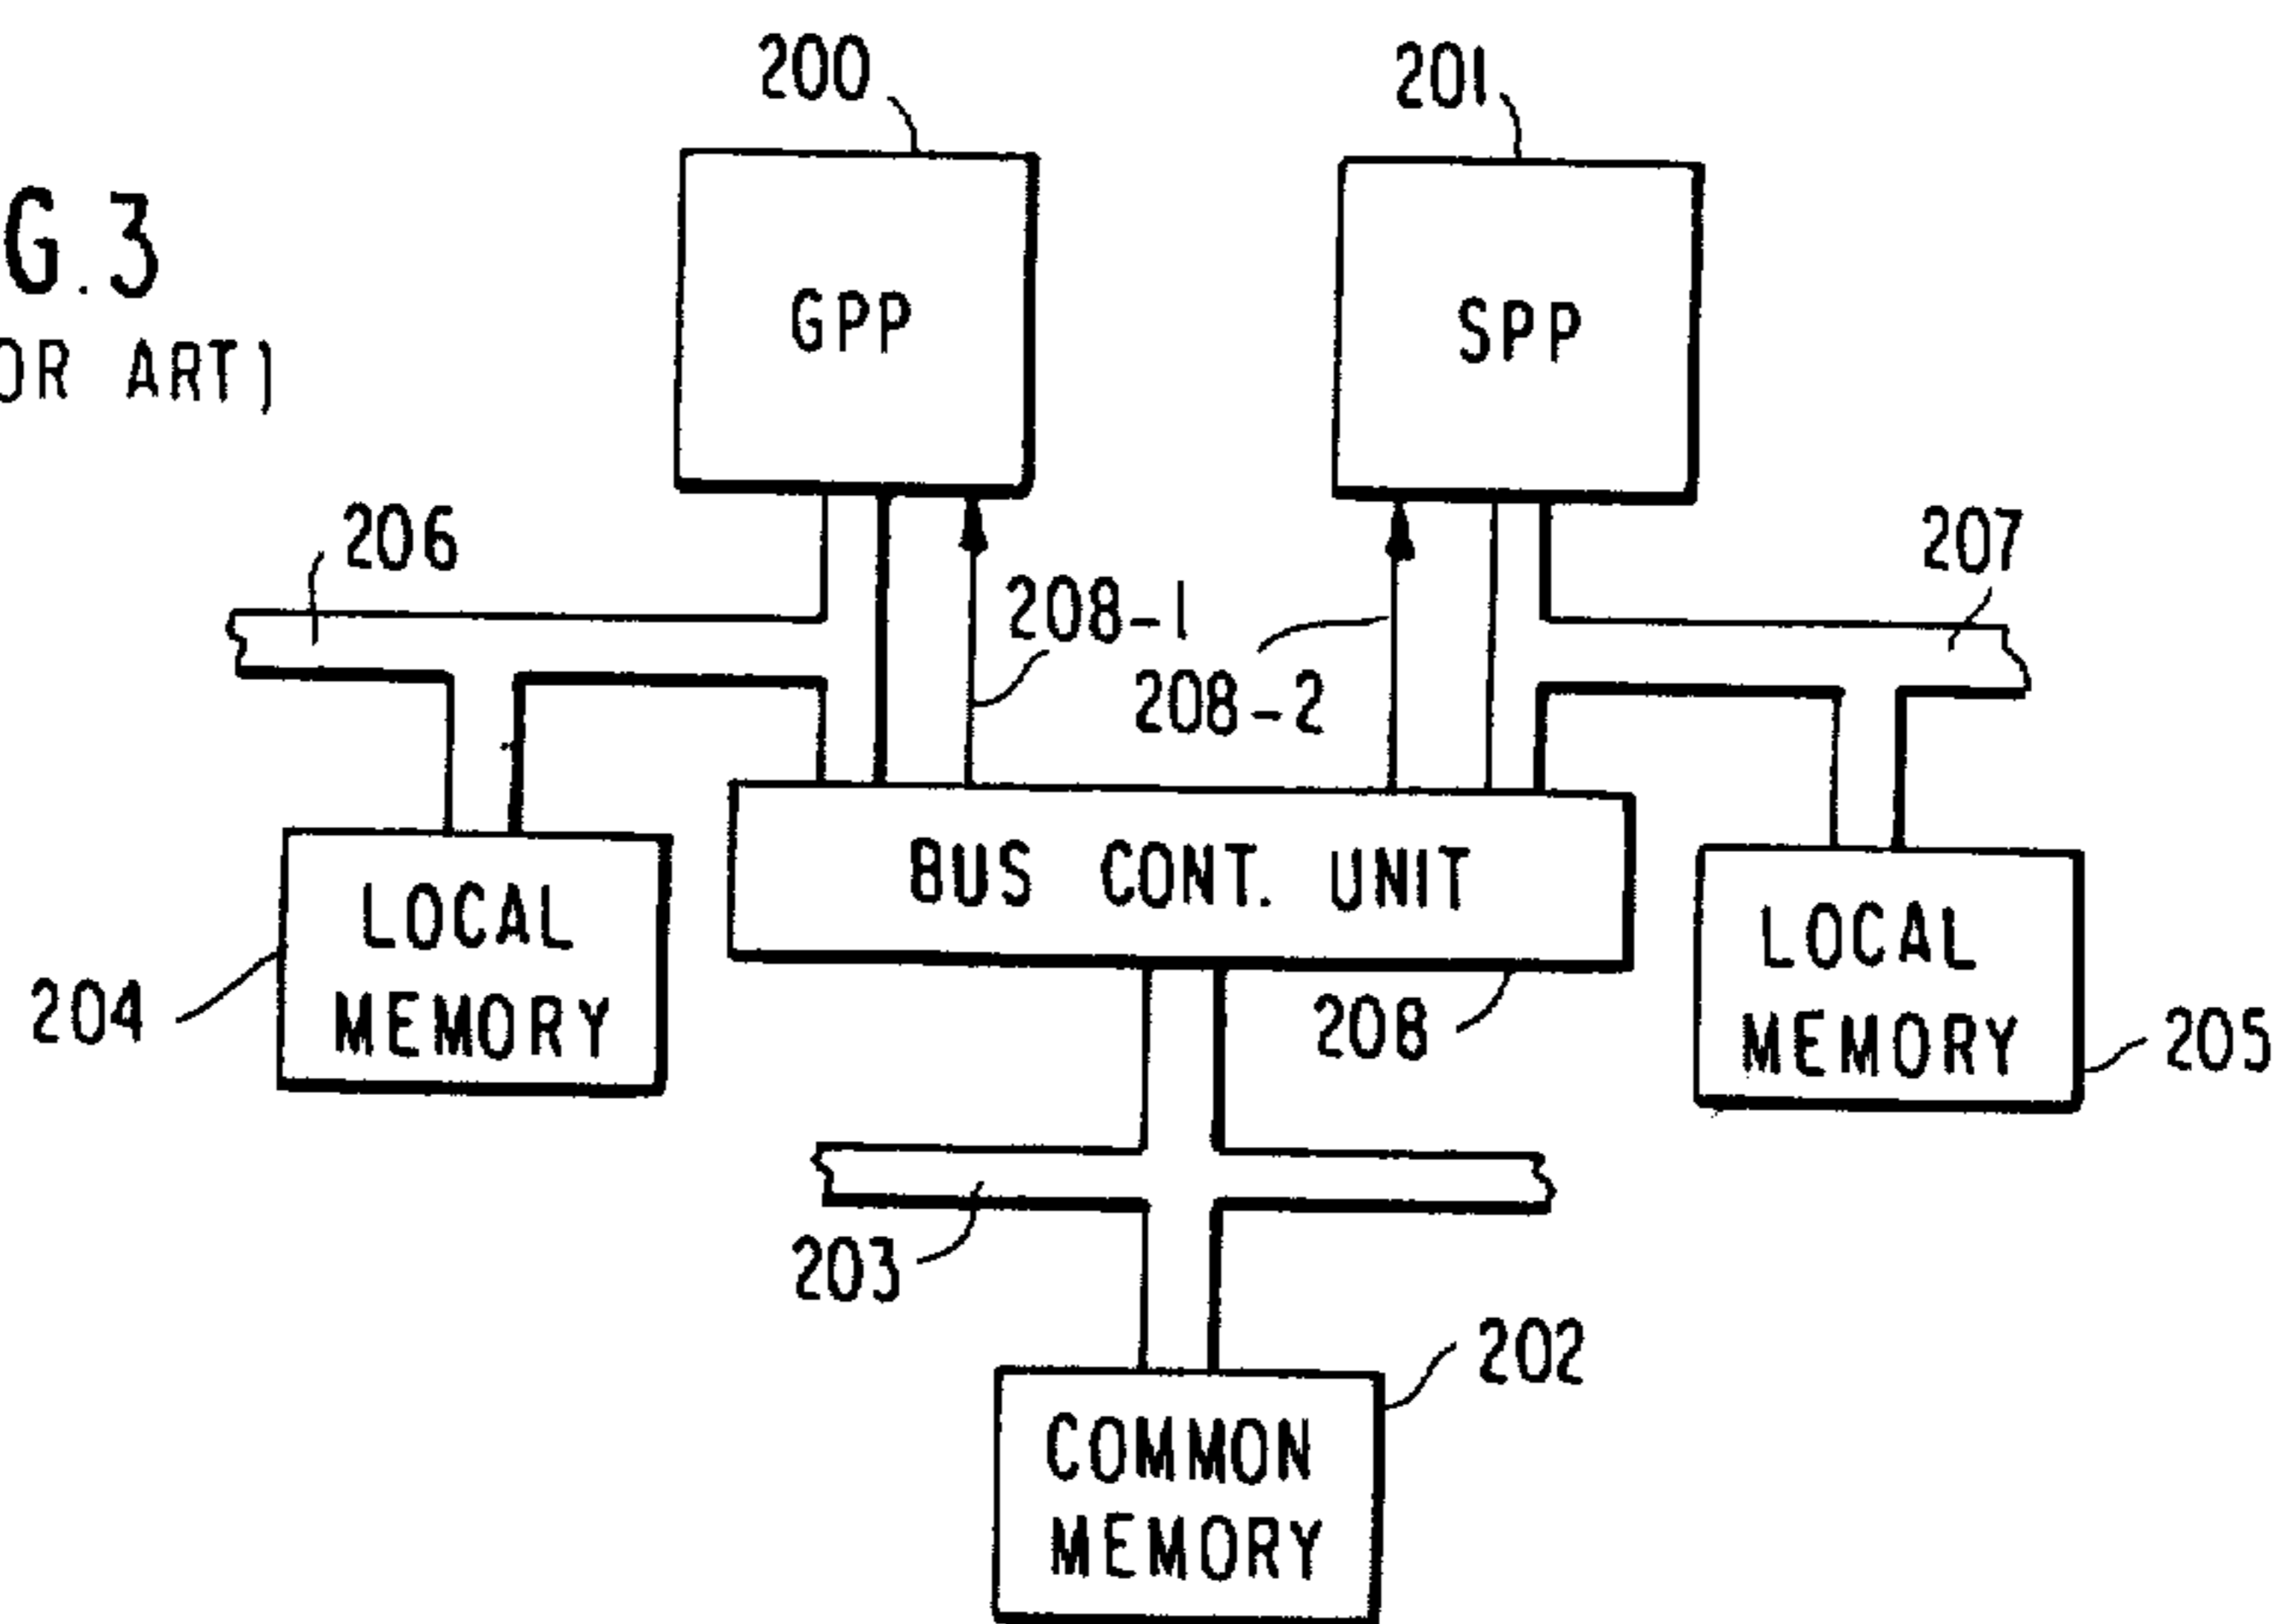 200
201
G.3
OR ART)
GPP
SPP
206
207
208-1
208-2
BUS CONT. UNIT
LOCAL
MEMORY
LOCAL
MEMORY
204
208
205
203
202
COMMON
MEMORY